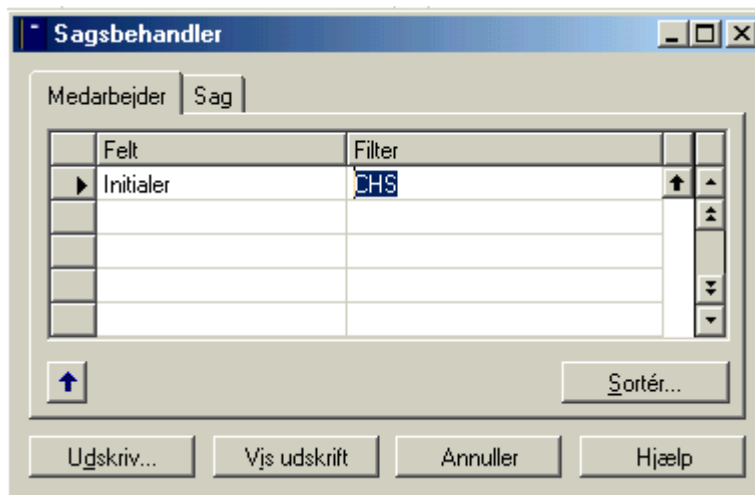 Sagsbehandler
Medarbejder Sag
Felt Filter
Initialer CHS
Sortér...
Udskriv... Vis udskrift Annuller Hjælp